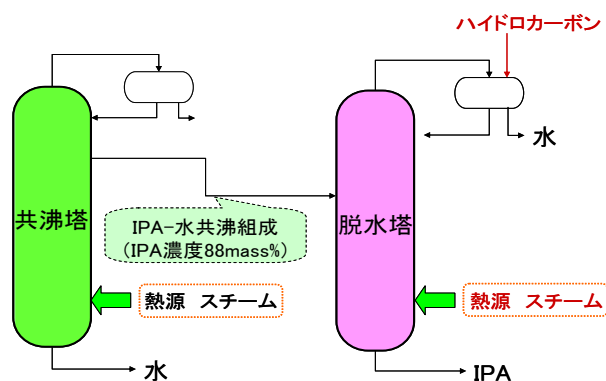 ハイドロカーボン
水
共沸塔
IPA-水共沸組成
（IPA濃度88mass%）
脱水塔
熱源 スチーム
熱源 スチーム
水
IPA